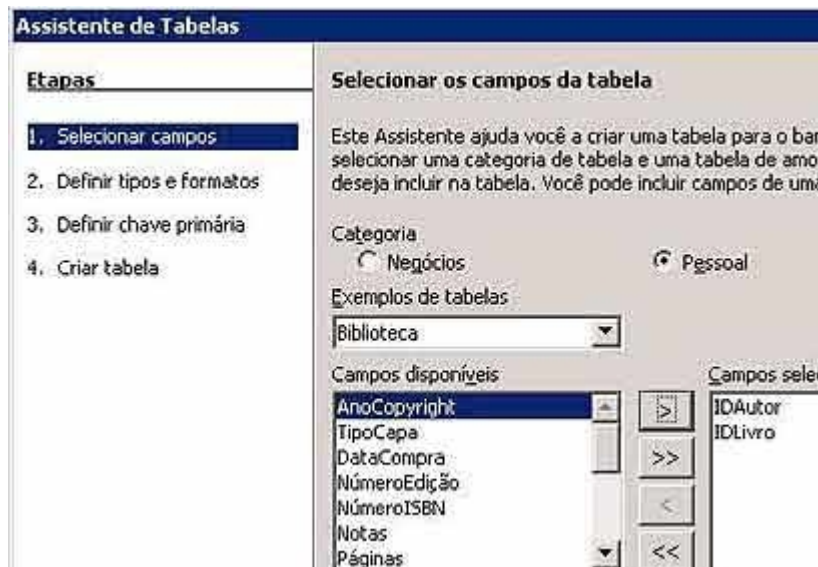 Assistente de Tabelas
Etapas
1. Selecionar campos
2. Definir tipos e formatos
3. Definir chave primária
4. Criar tabela
Selecionar os campos da tabela
Este Assistente ajuda você a criar uma tabela para o ban
selecionar uma categoria de tabela e uma tabela de amo
deseja incluir na tabela. Você pode incluir campos de uma
Categoria
Negócios
Pessoal
Exemplos de tabelas
Biblioteca
Campos disponíveis
AnoCopyright
TipoCapa
DataCompra
NúmeroEdição
NúmeroISBN
Notas
Páginas
>
>>
<
<<
Campos sele
IDAutor
IDLivro